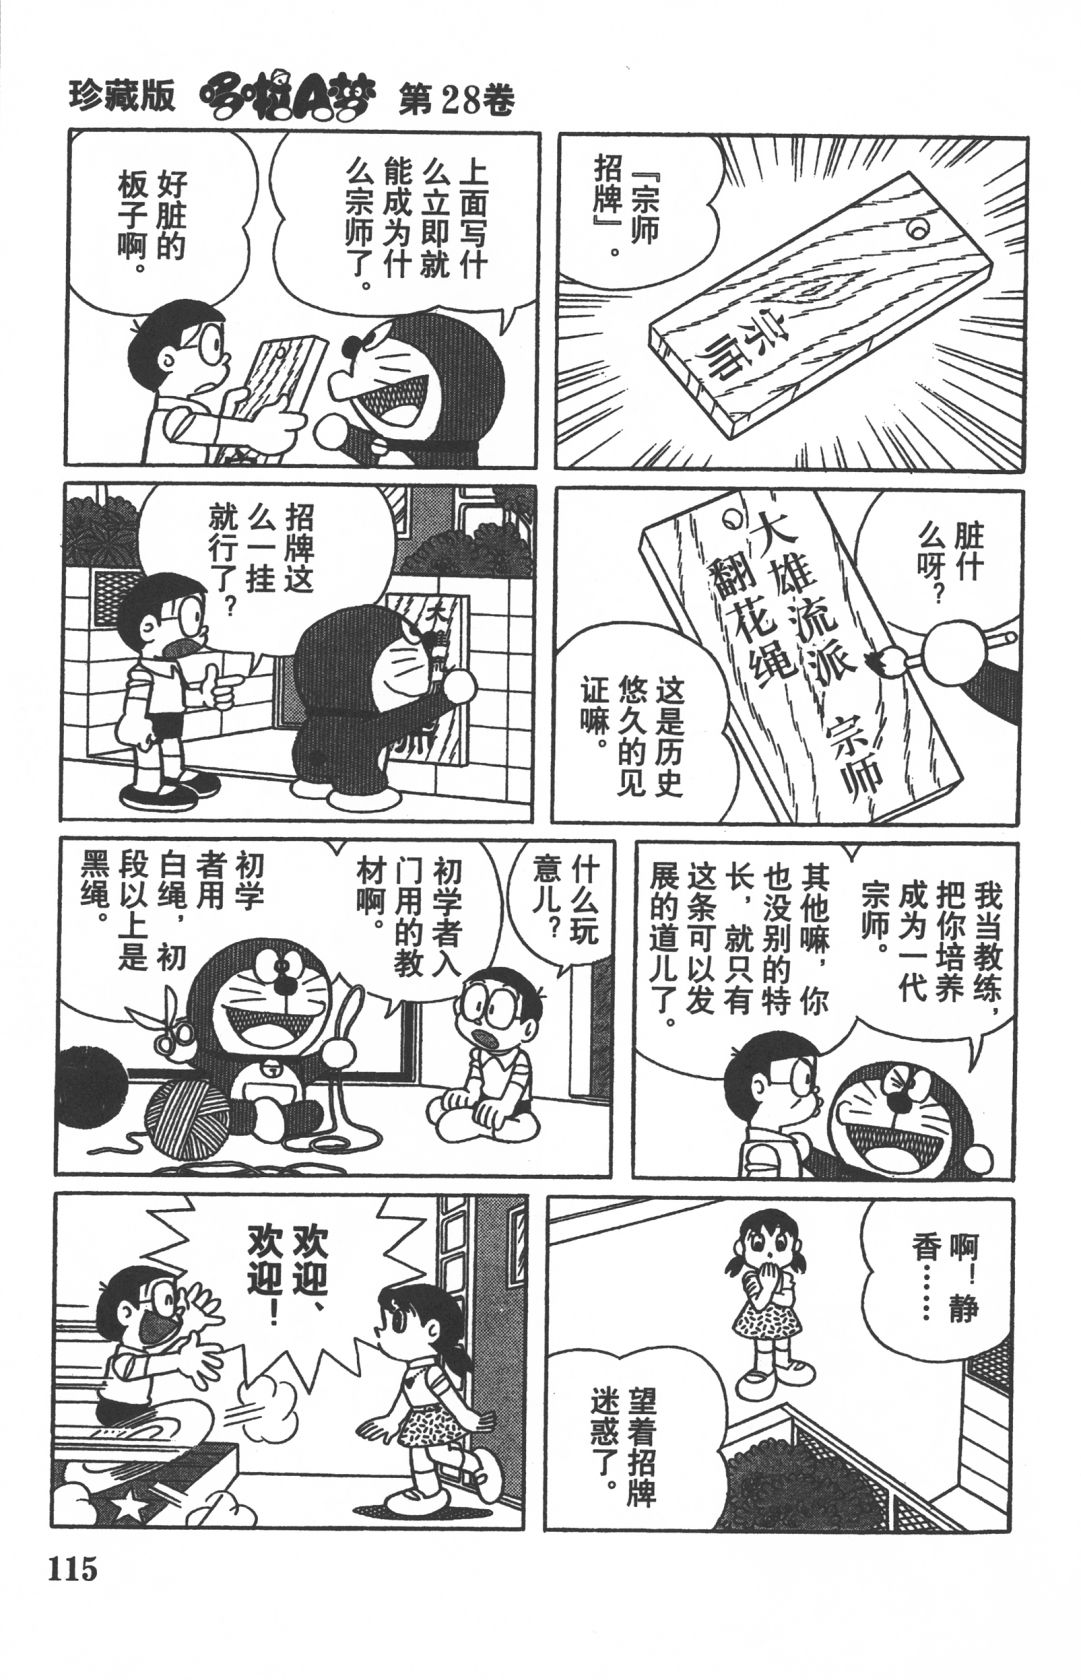 珍藏版 哆啦A梦 第28卷
『宗师
招牌』。
宗师
上面写什
么立即就
能成为什
么宗师了。
好脏的
板子啊。
脏什
么呀？
大雄流派 宗师
翻花绳
这是历史
悠久的见
证嘛。
招牌这
么一挂
就行了？
大雄流派
我当教练，
把你培养
成为一代
宗师。
其他嘛，你
也没别的特
长，就只有
这条可以发
展的道儿了。
什么玩
意儿？
初学者入
门用的教
材啊。
初学
者用
白绳，初
段以上是
黑绳。
啊！静
香……
望着招牌
迷惑了。
欢迎、
欢迎！
115